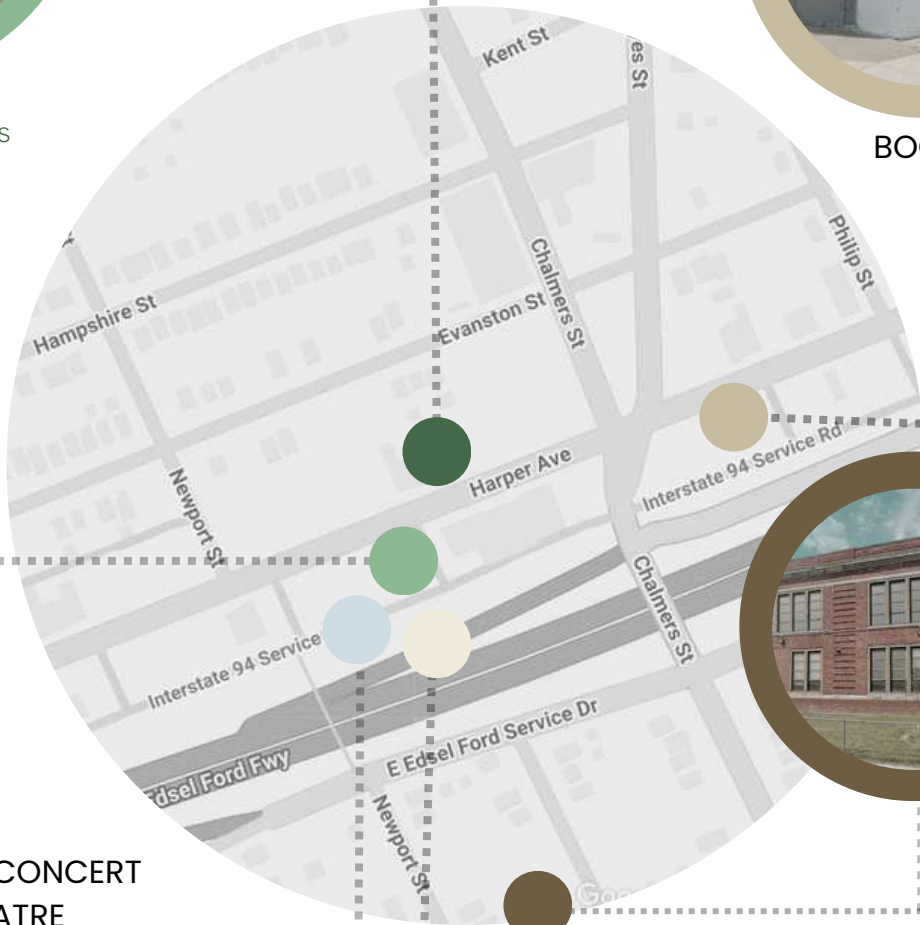 Kent St
es St
S
BO
Philip St
Chalmers St
Hampshire St
Evanston St
Harper Ave
Interstate 94 Service Rd
Newport St
Chalmers St
Interstate 94 Service
E Edsel Ford Service Dr
Edsel Ford Fwy
Newport St
CONCERT
ATRE
Goo